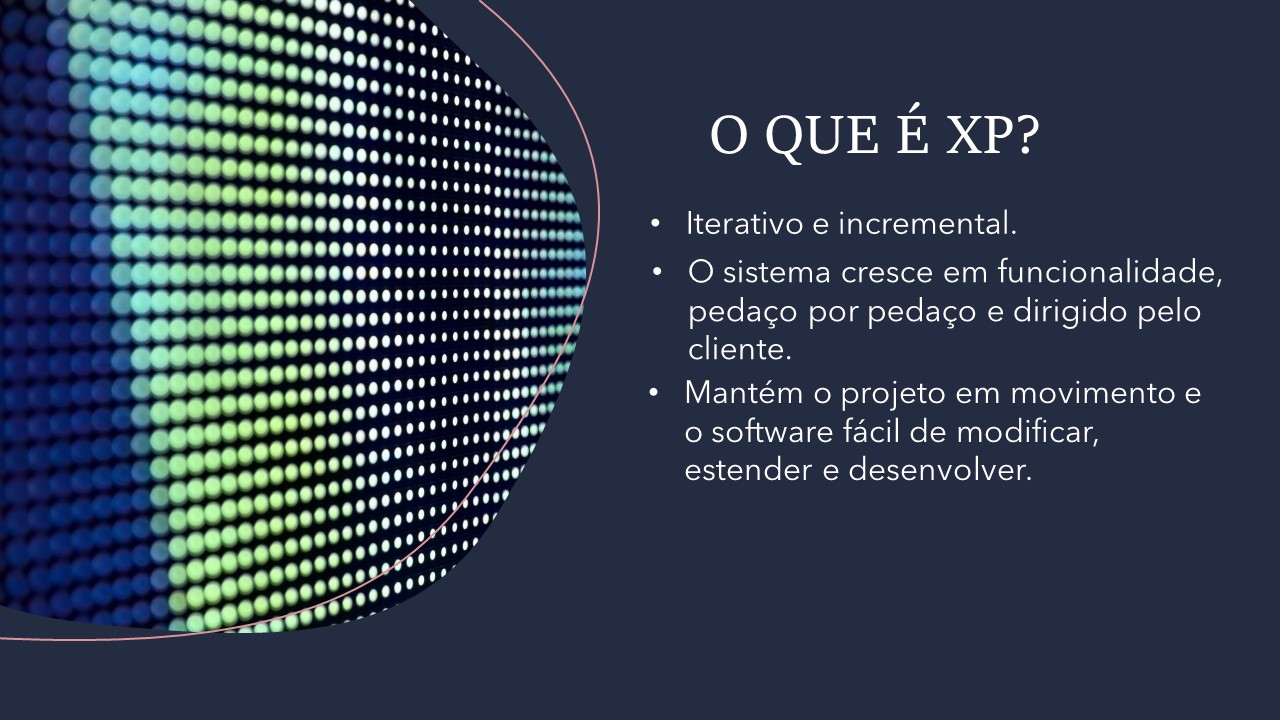 O QUE É XP?
• Iterativo e incremental.
• O sistema cresce em funcionalidade,
pedaço por pedaço e dirigido pelo
cliente.
• Mantém o projeto em movimento e
o software fácil de modificar,
estender e desenvolver.